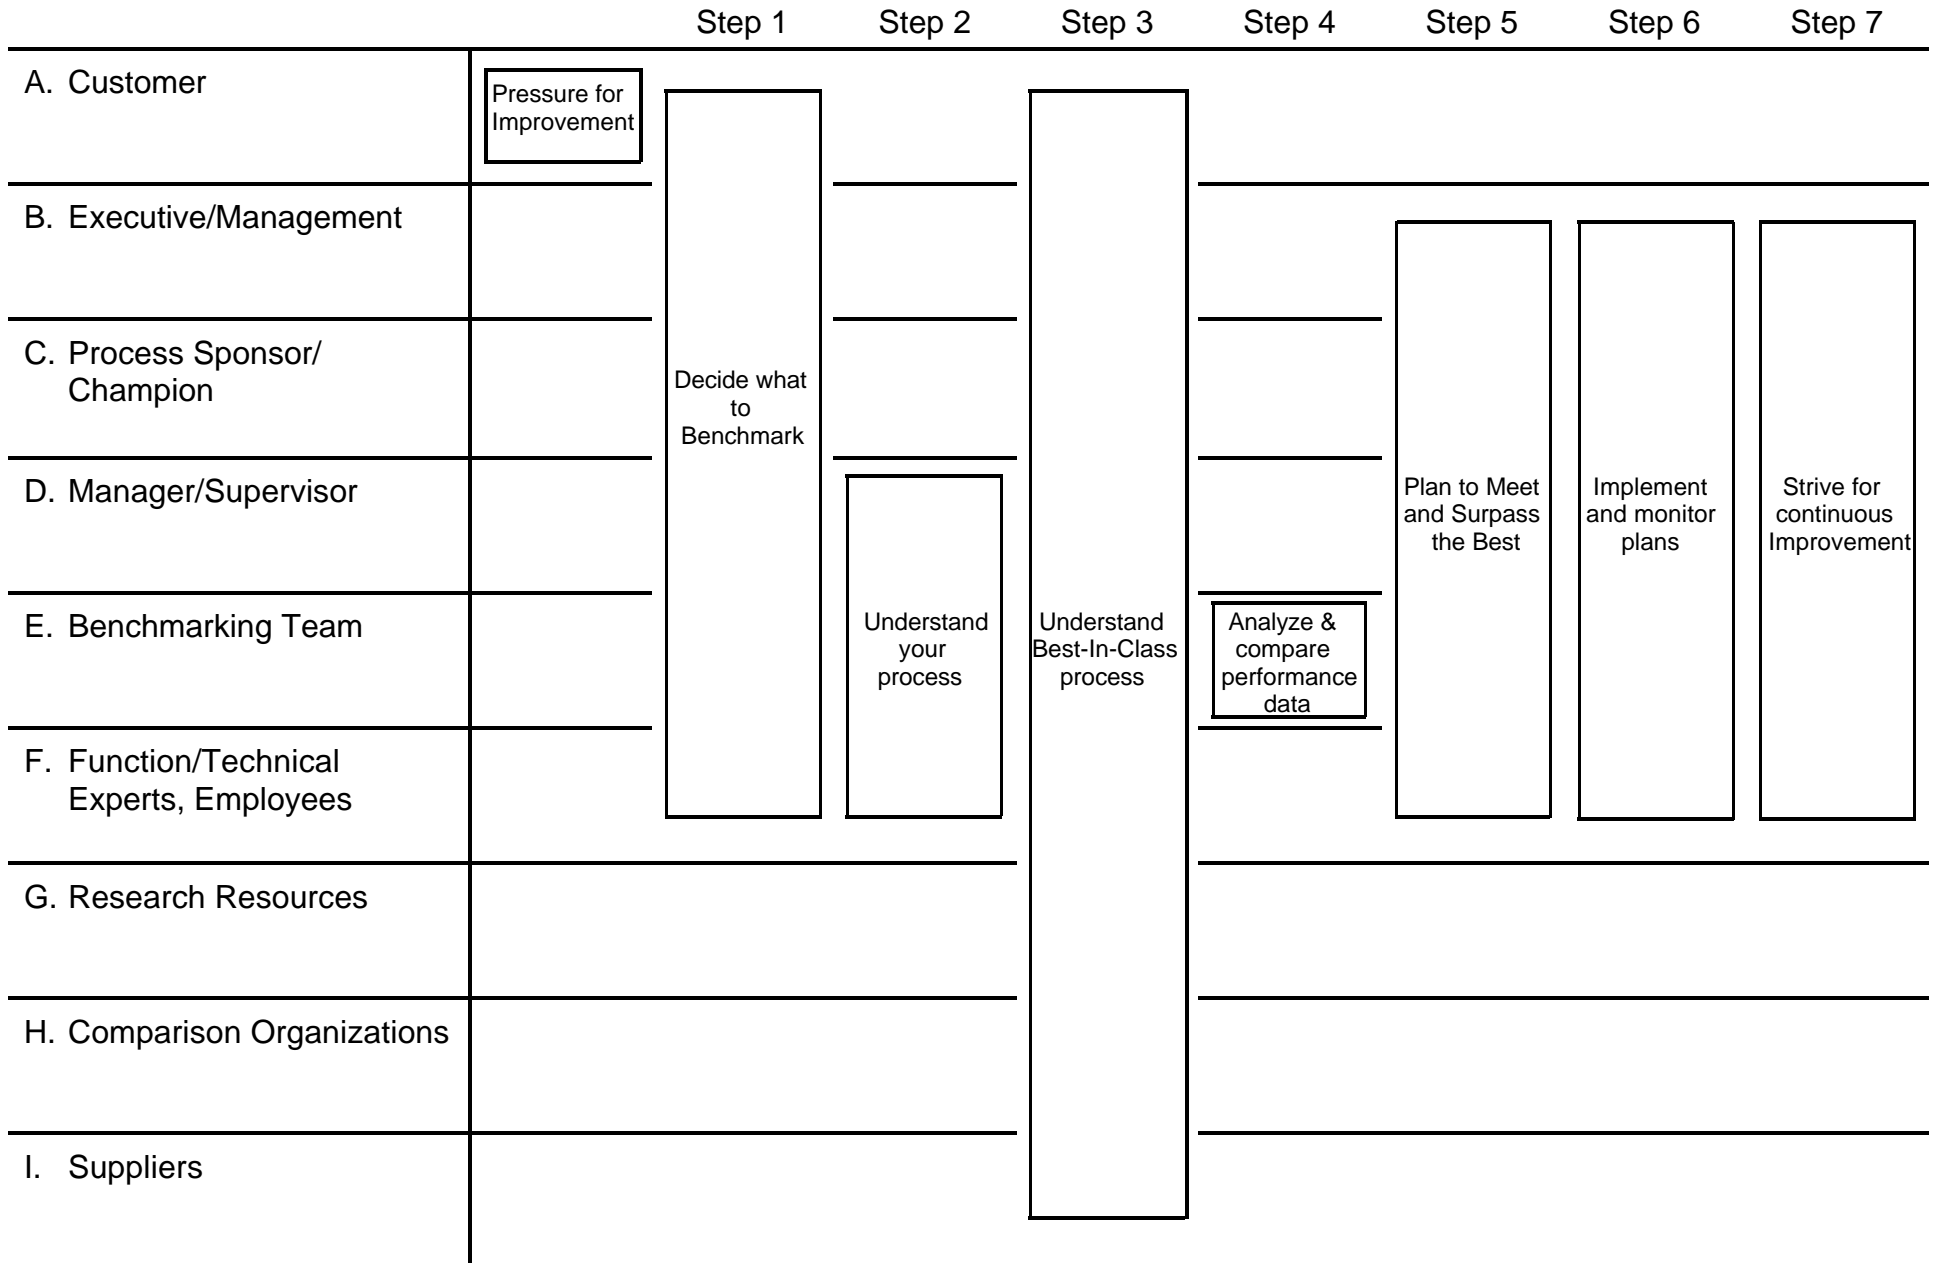 Step 1 Step 2 Step 3 Step 4 Step 5 Step 6 Step 7
A. Customer
Pressure for
Improvement
B. Executive/Management
C. Process Sponsor/
Champion
Decide what
to
Benchmark
D. Manager/Supervisor
Plan to Meet
and Surpass
the Best
Implement
and monitor
plans
Strive for
continuous
Improvement
E. Benchmarking Team
Understand
your
process
Understand
Best-In-Class
process
Analyze &
compare
performance
data
F. Function/Technical
Experts, Employees
G. Research Resources
H. Comparison Organizations
I. Suppliers